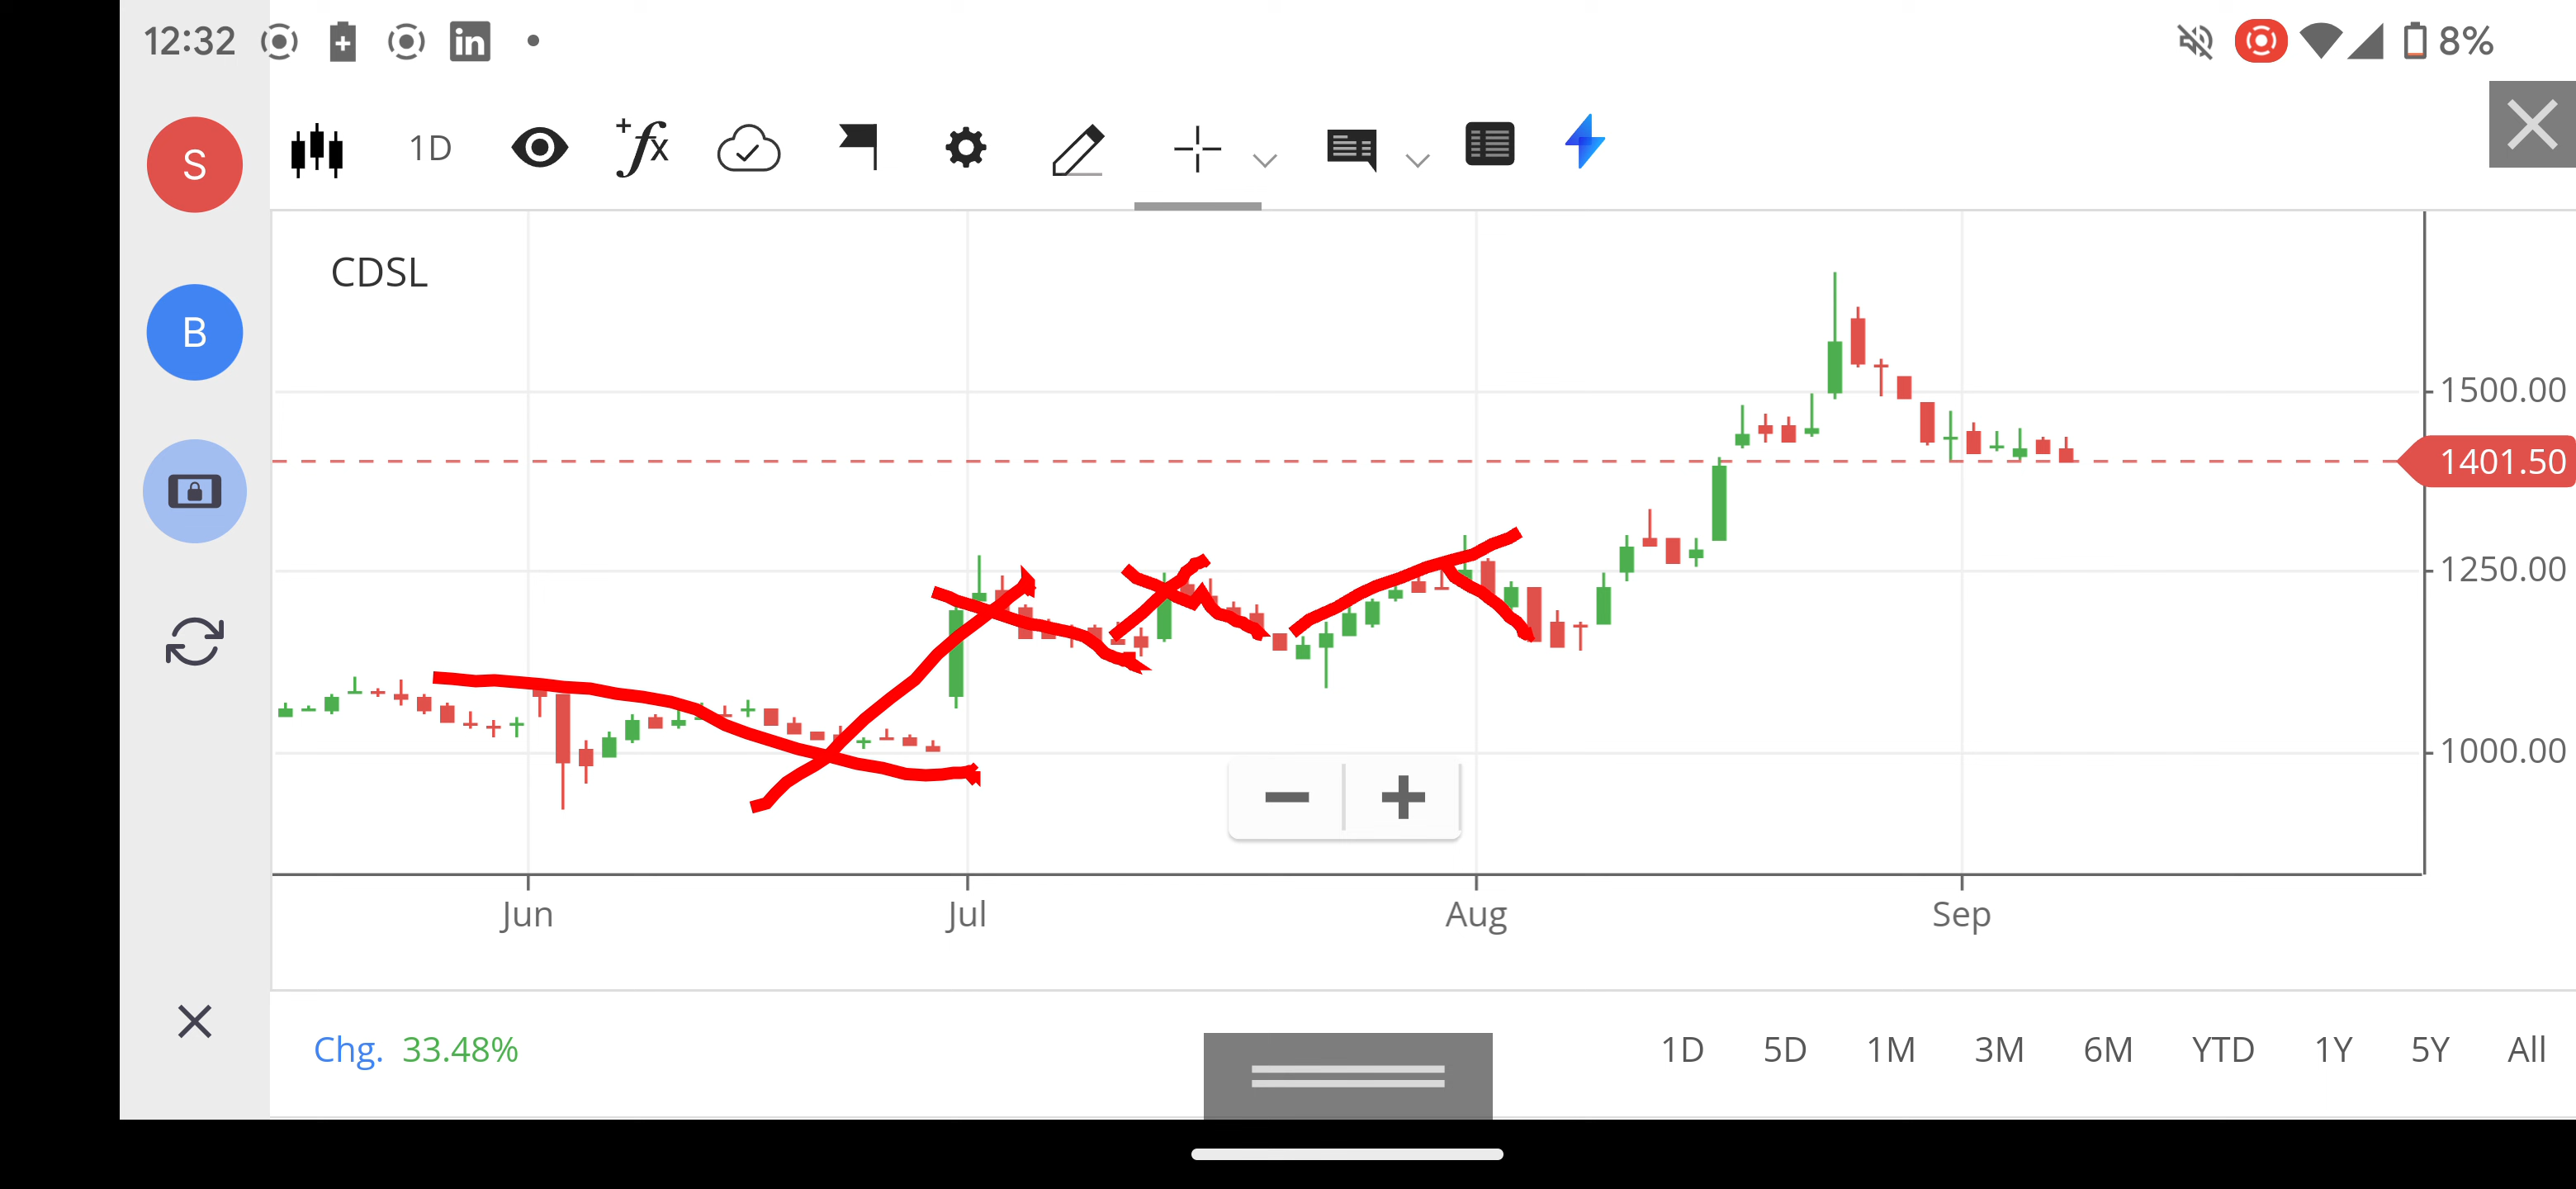 12:32 in 8%
S 1D
CDSL
B
1500.00
1401.50
1250.00
1000.00
Jun Jul Aug Sep
Chg. 33.48% 1D 5D 1M 3M 6M YTD 1Y 5Y All